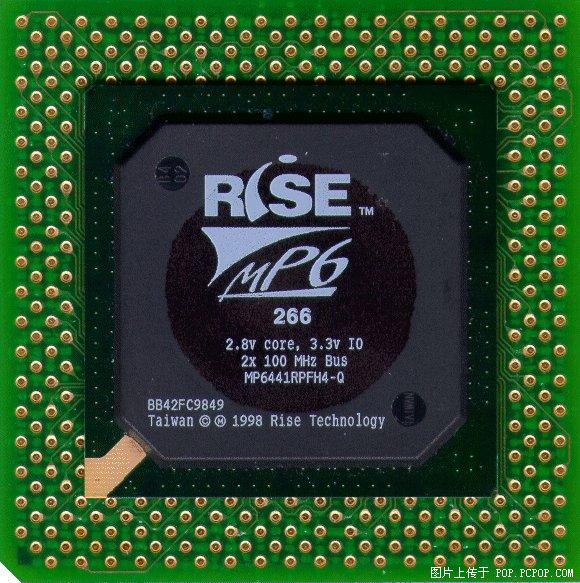 RiSE™
MP6
266
2.8v core, 3.3v IO
2x 100 MHz Bus
MP6441RPFH4-Q
BB42FC9849
Taiwan © Ⓜ 1998 Rise Technology
图片上传于 POP.PCPOP.COM